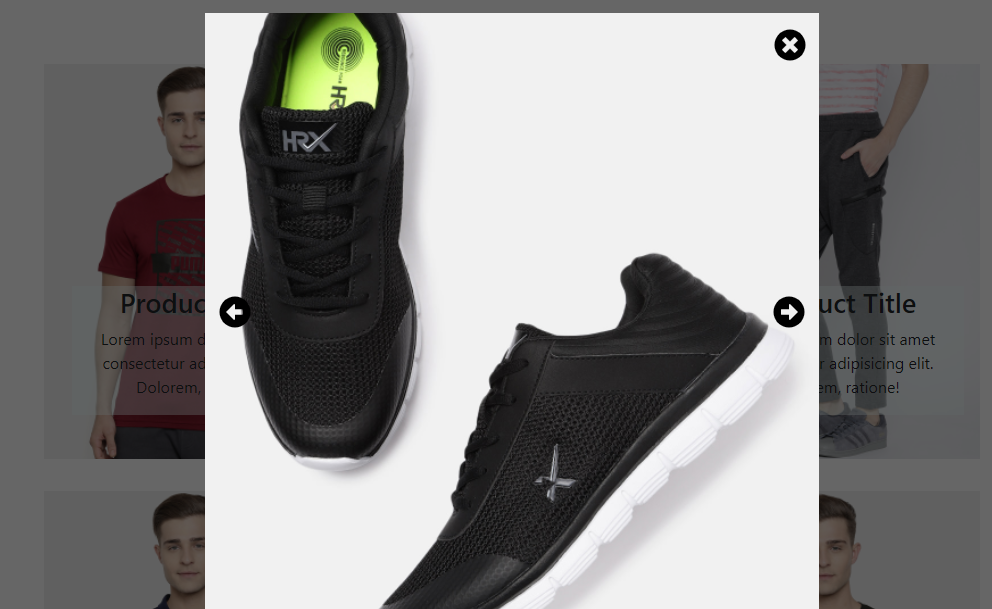 HRX
HRX
Produc
Lorem ipsum d
consectetur ad
Dolorem,
uct Title
m dolor sit amet
r adipisicing elit.
em, ratione!